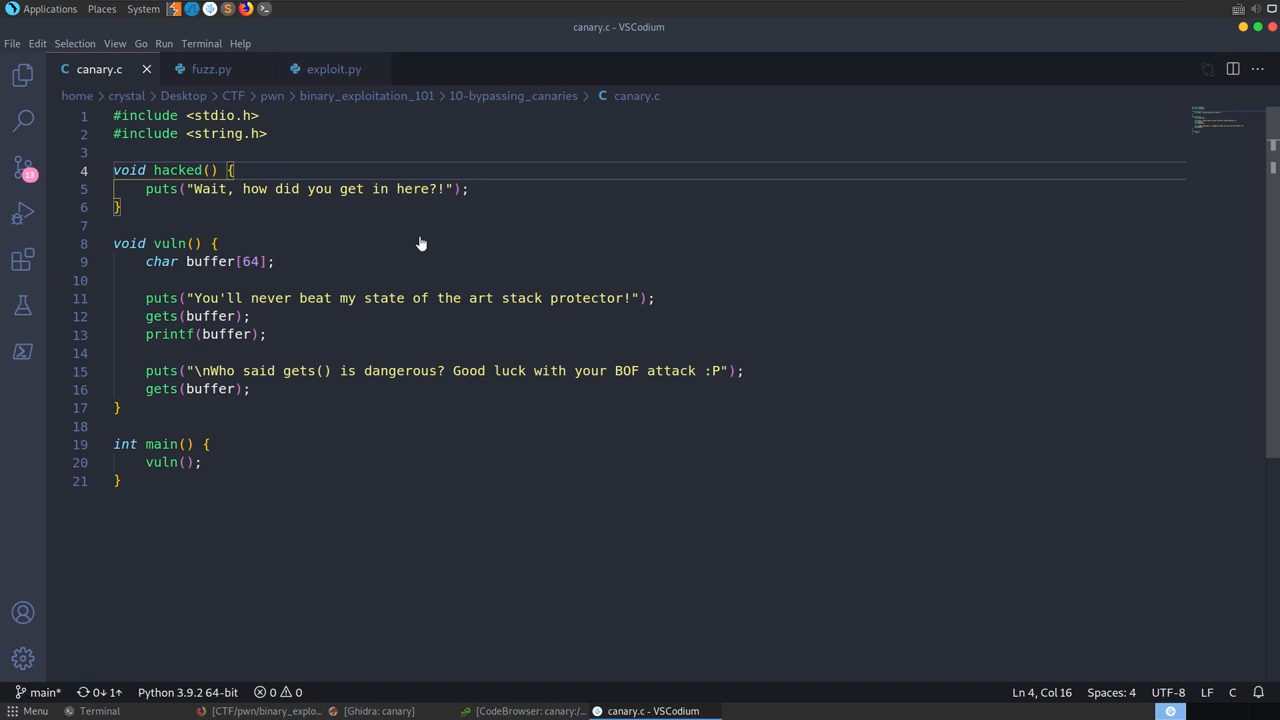 Applications Places System
canary.c - VSCodium
File Edit Selection View Go Run Terminal Help
C canary.c fuzz.py exploit.py
home > crystal > Desktop > CTF > pwn > binary_exploitation_101 > 10-bypassing_canaries > C canary.c
1 #include <stdio.h>
2 #include <string.h>
3
4 void hacked() {
5 puts("Wait, how did you get in here?!");
6 }
7
8 void vuln() {
9 char buffer[64];
10
11 puts("You'll never beat my state of the art stack protector!");
12 gets(buffer);
13 printf(buffer);
14
15 puts("\nWho said gets() is dangerous? Good luck with your BOF attack :P");
16 gets(buffer);
17 }
18
19 int main() {
20 vuln();
21 }
13
main* 0↓ 1↑ Python 3.9.2 64-bit 0 0 Ln 4, Col 16 Spaces: 4 UTF-8 LF C
Menu Terminal [CTF/pwn/binary_explo... [Ghidra: canary] [CodeBrowser: canary:/... canary.c - VSCodium